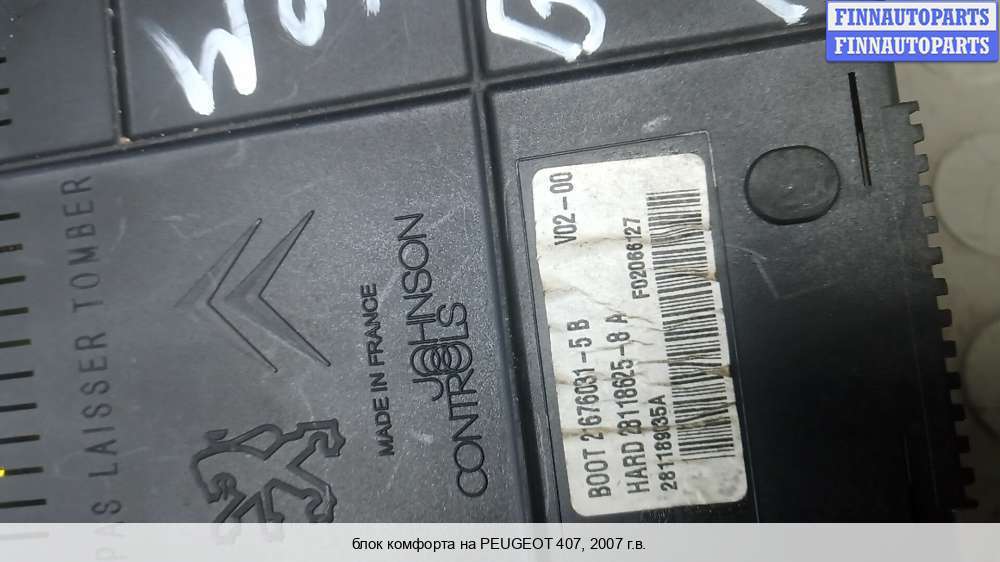 FINNAUTOPARTS
FINNAUTOPARTS
PAS LAISSER TOMBER
MADE IN FRANCE
JOHNSON
CONTROLS
V02-00
BOOT 21676031-5 B
HARD 28118625-8 A F02066127
блок комфорта на PEUGEOT 407, 2007 г.в.